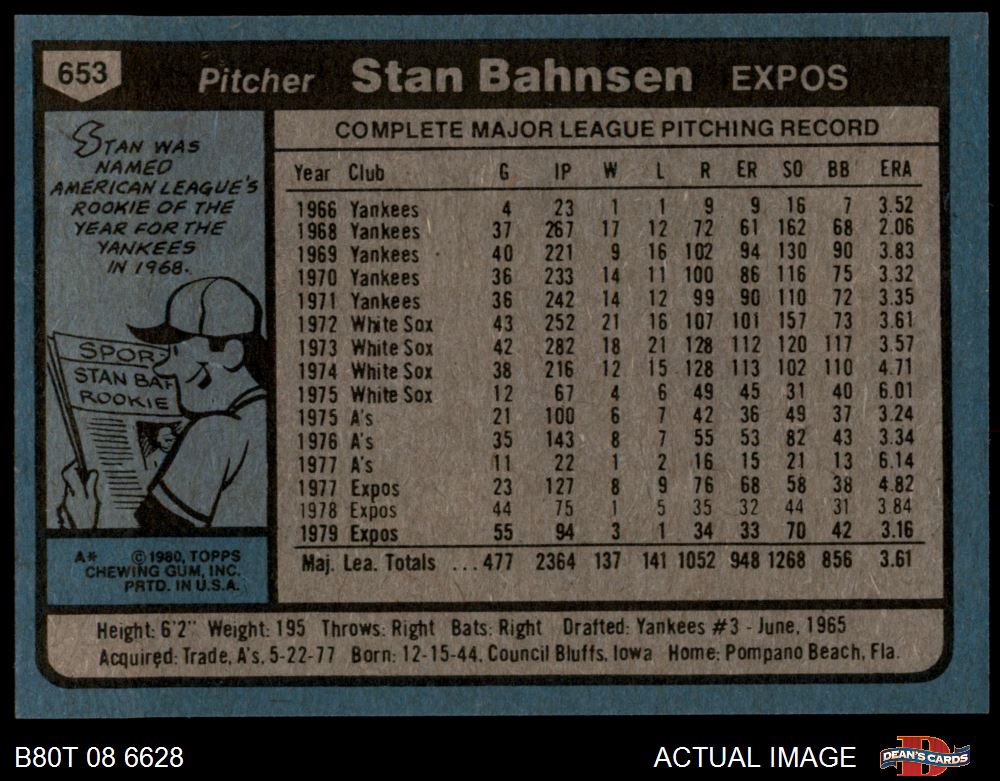 653 Pitcher Stan Bahnsen EXPOS
STAN WAS
NAMED
AMERICAN LEAGUE'S
ROOKIE OF THE
YEAR FOR THE
YANKEES
IN 1968.
SPOR
STAN BAH
ROOKIE
A* © 1980, TOPPS
CHEWING GUM, INC.
PRTD. IN U.S.A.
COMPLETE MAJOR LEAGUE PITCHING RECORD
Year Club G IP W L R ER SO BB ERA
1966 Yankees 4 23 1 1 9 9 16 7 3.52
1968 Yankees 37 267 17 12 72 61 162 68 2.06
1969 Yankees 40 221 9 16 102 94 130 90 3.83
1970 Yankees 36 233 14 11 100 86 116 75 3.32
1971 Yankees 36 242 14 12 99 90 110 72 3.35
1972 White Sox 43 252 21 16 107 101 157 73 3.61
1973 White Sox 42 282 18 21 128 112 120 117 3.57
1974 White Sox 38 216 12 15 128 113 102 110 4.71
1975 White Sox 12 67 4 6 49 45 31 40 6.01
1975 A's 21 100 6 7 42 36 49 37 3.24
1976 A's 35 143 8 7 55 53 82 43 3.34
1977 A's 11 22 1 2 16 15 21 13 6.14
1977 Expos 23 127 8 9 76 68 58 38 4.82
1978 Expos 44 75 1 5 35 32 44 31 3.84
1979 Expos 55 94 3 1 34 33 70 42 3.16
Maj. Lea. Totals ...477 2364 137 141 1052 948 1268 856 3.61
Height: 6'2" Weight: 195 Throws: Right Bats: Right Drafted: Yankees #3 - June, 1965
Acquired: Trade, A's, 5-22-77 Born: 12-15-44, Council Bluffs, Iowa Home: Pompano Beach, Fla.
B80T 08 6628 ACTUAL IMAGE DEAN'S CARDS